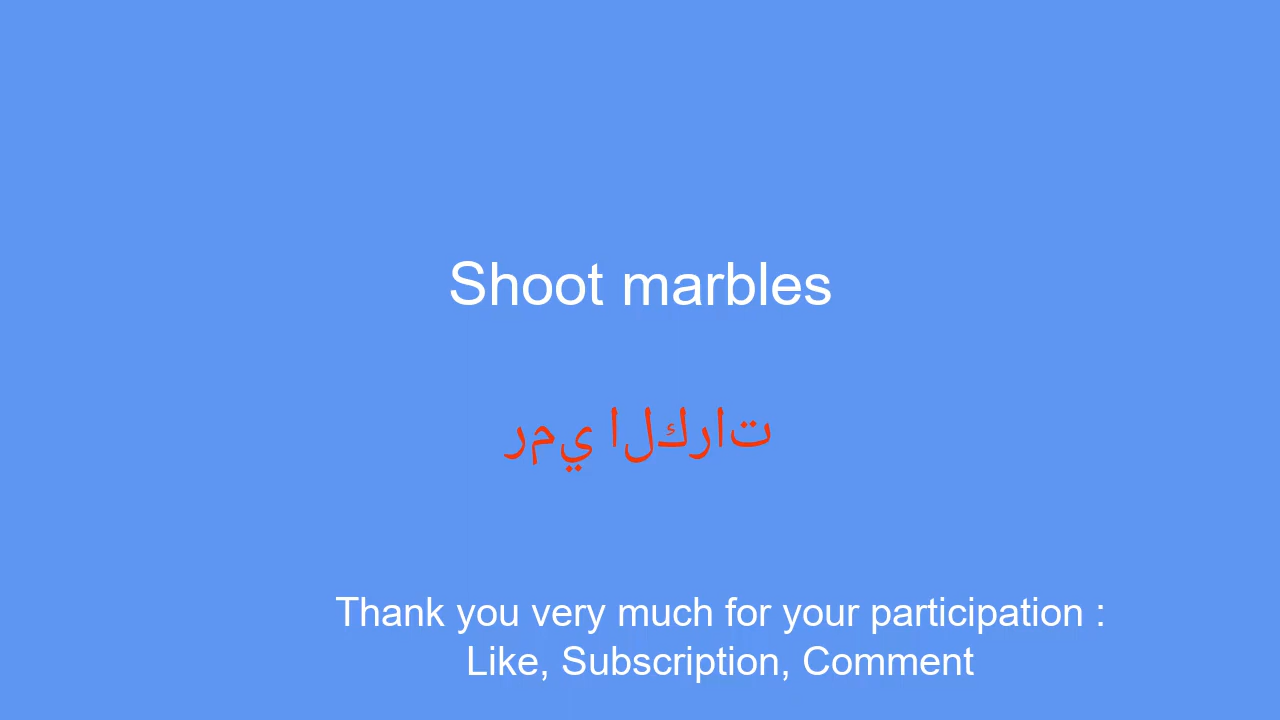 Shoot marbles
رمي الكرات
Thank you very much for your participation :
Like, Subscription, Comment